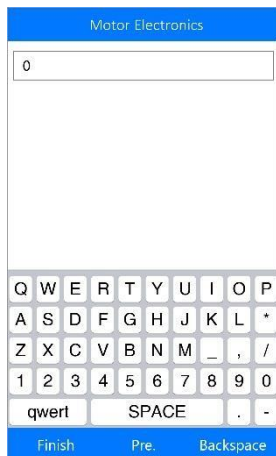 Motor Electronics
0
Q W E R T Y U I O P
A S D F G H J K L *
Z X C V B N M _ , /
1 2 3 4 5 6 7 8 9 0
qwert SPACE . -
Finish Pre. Backspace